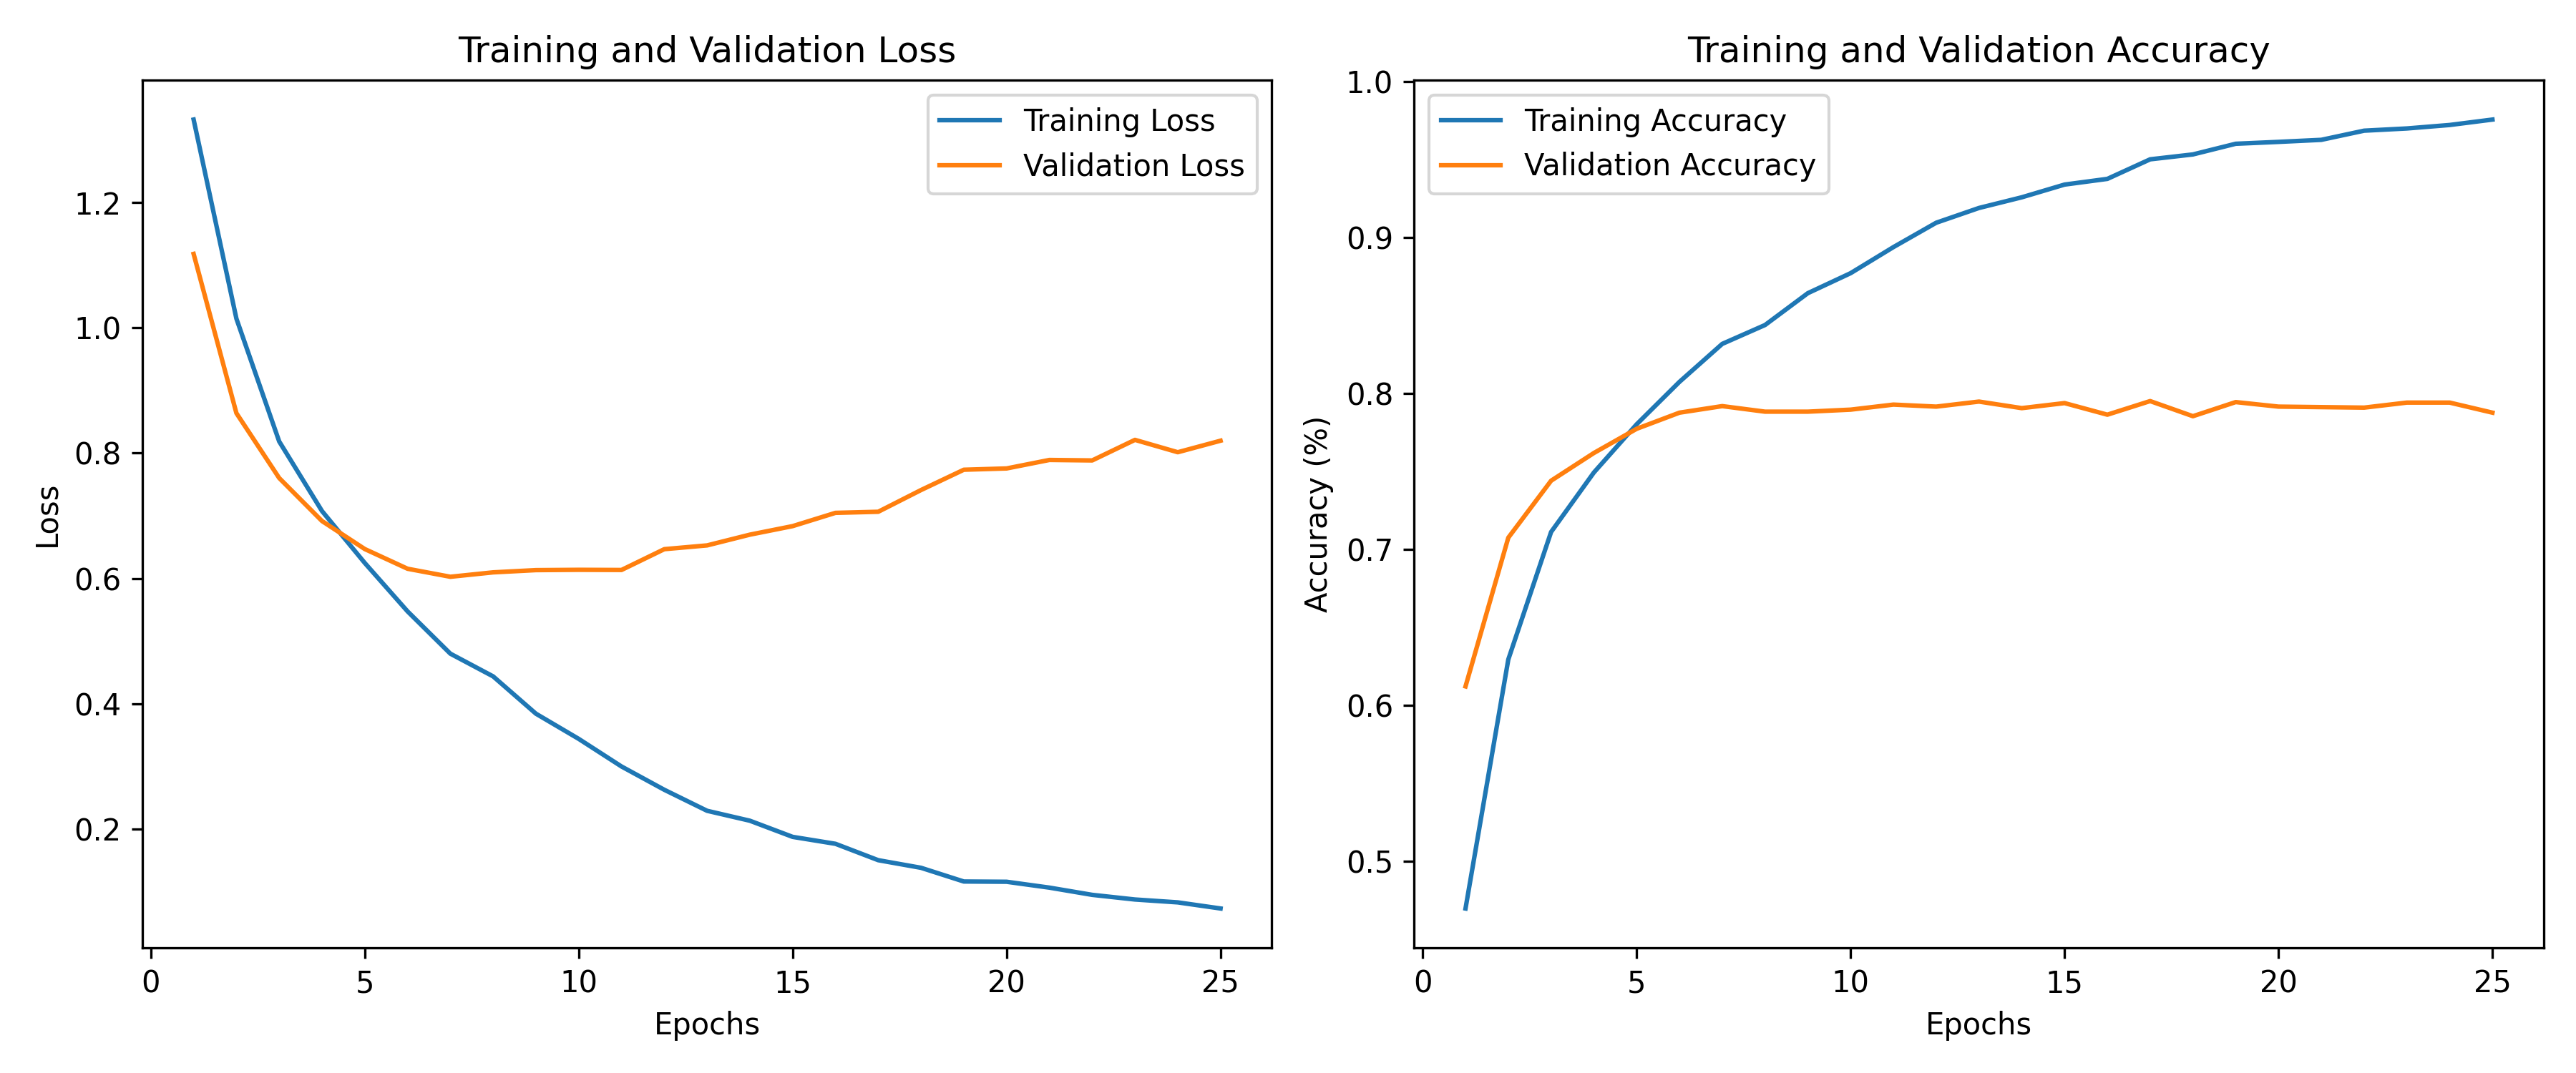 Training and Validation Loss
Training Loss
Validation Loss
1.2
1.0
0.8
0.6
0.4
0.2
Loss
0 5 10 15 20 25
Epochs
Training and Validation Accuracy
Training Accuracy
Validation Accuracy
1.0
0.9
0.8
0.7
0.6
0.5
Accuracy (%)
0 5 10 15 20 25
Epochs